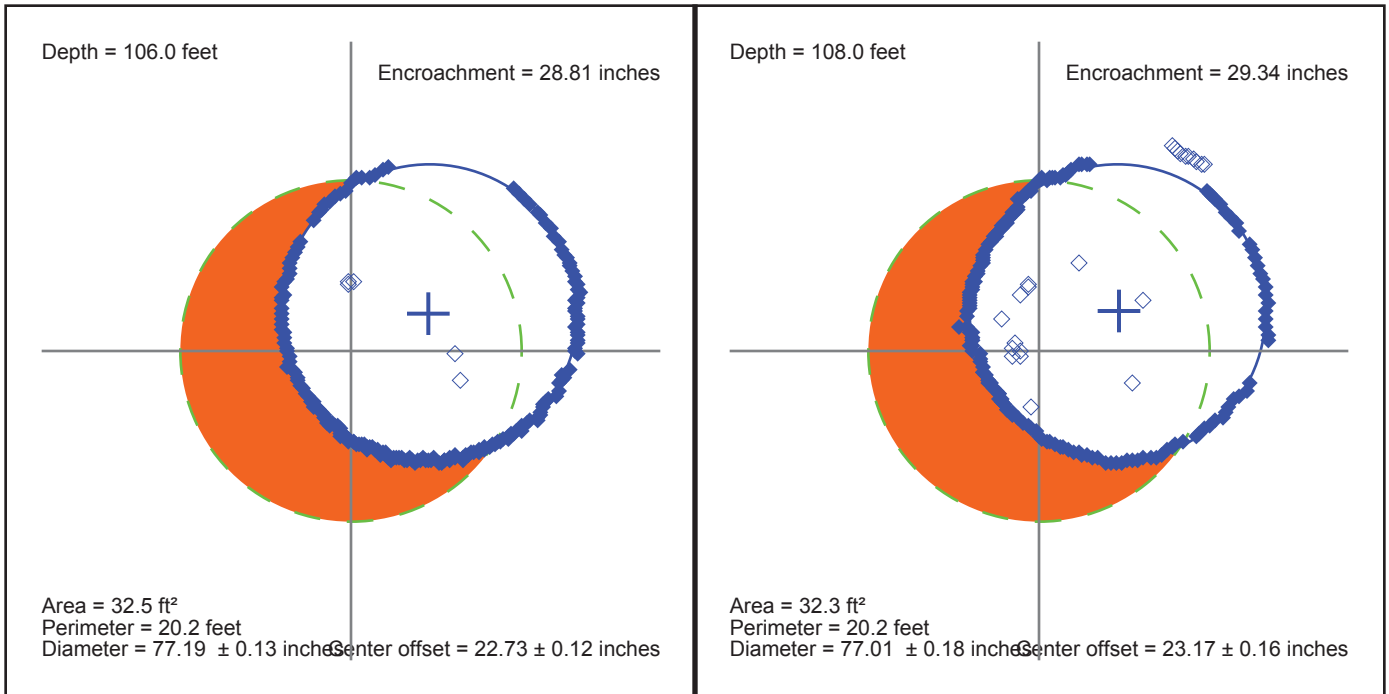 Depth = 106.0 feet
Encroachment = 28.81 inches
Area = 32.5 ft²
Perimeter = 20.2 feet
Diameter = 77.19 ± 0.13 inches
Center offset = 22.73 ± 0.12 inches
Depth = 108.0 feet
Encroachment = 29.34 inches
Area = 32.3 ft²
Perimeter = 20.2 feet
Diameter = 77.01 ± 0.18 inches
Center offset = 23.17 ± 0.16 inches